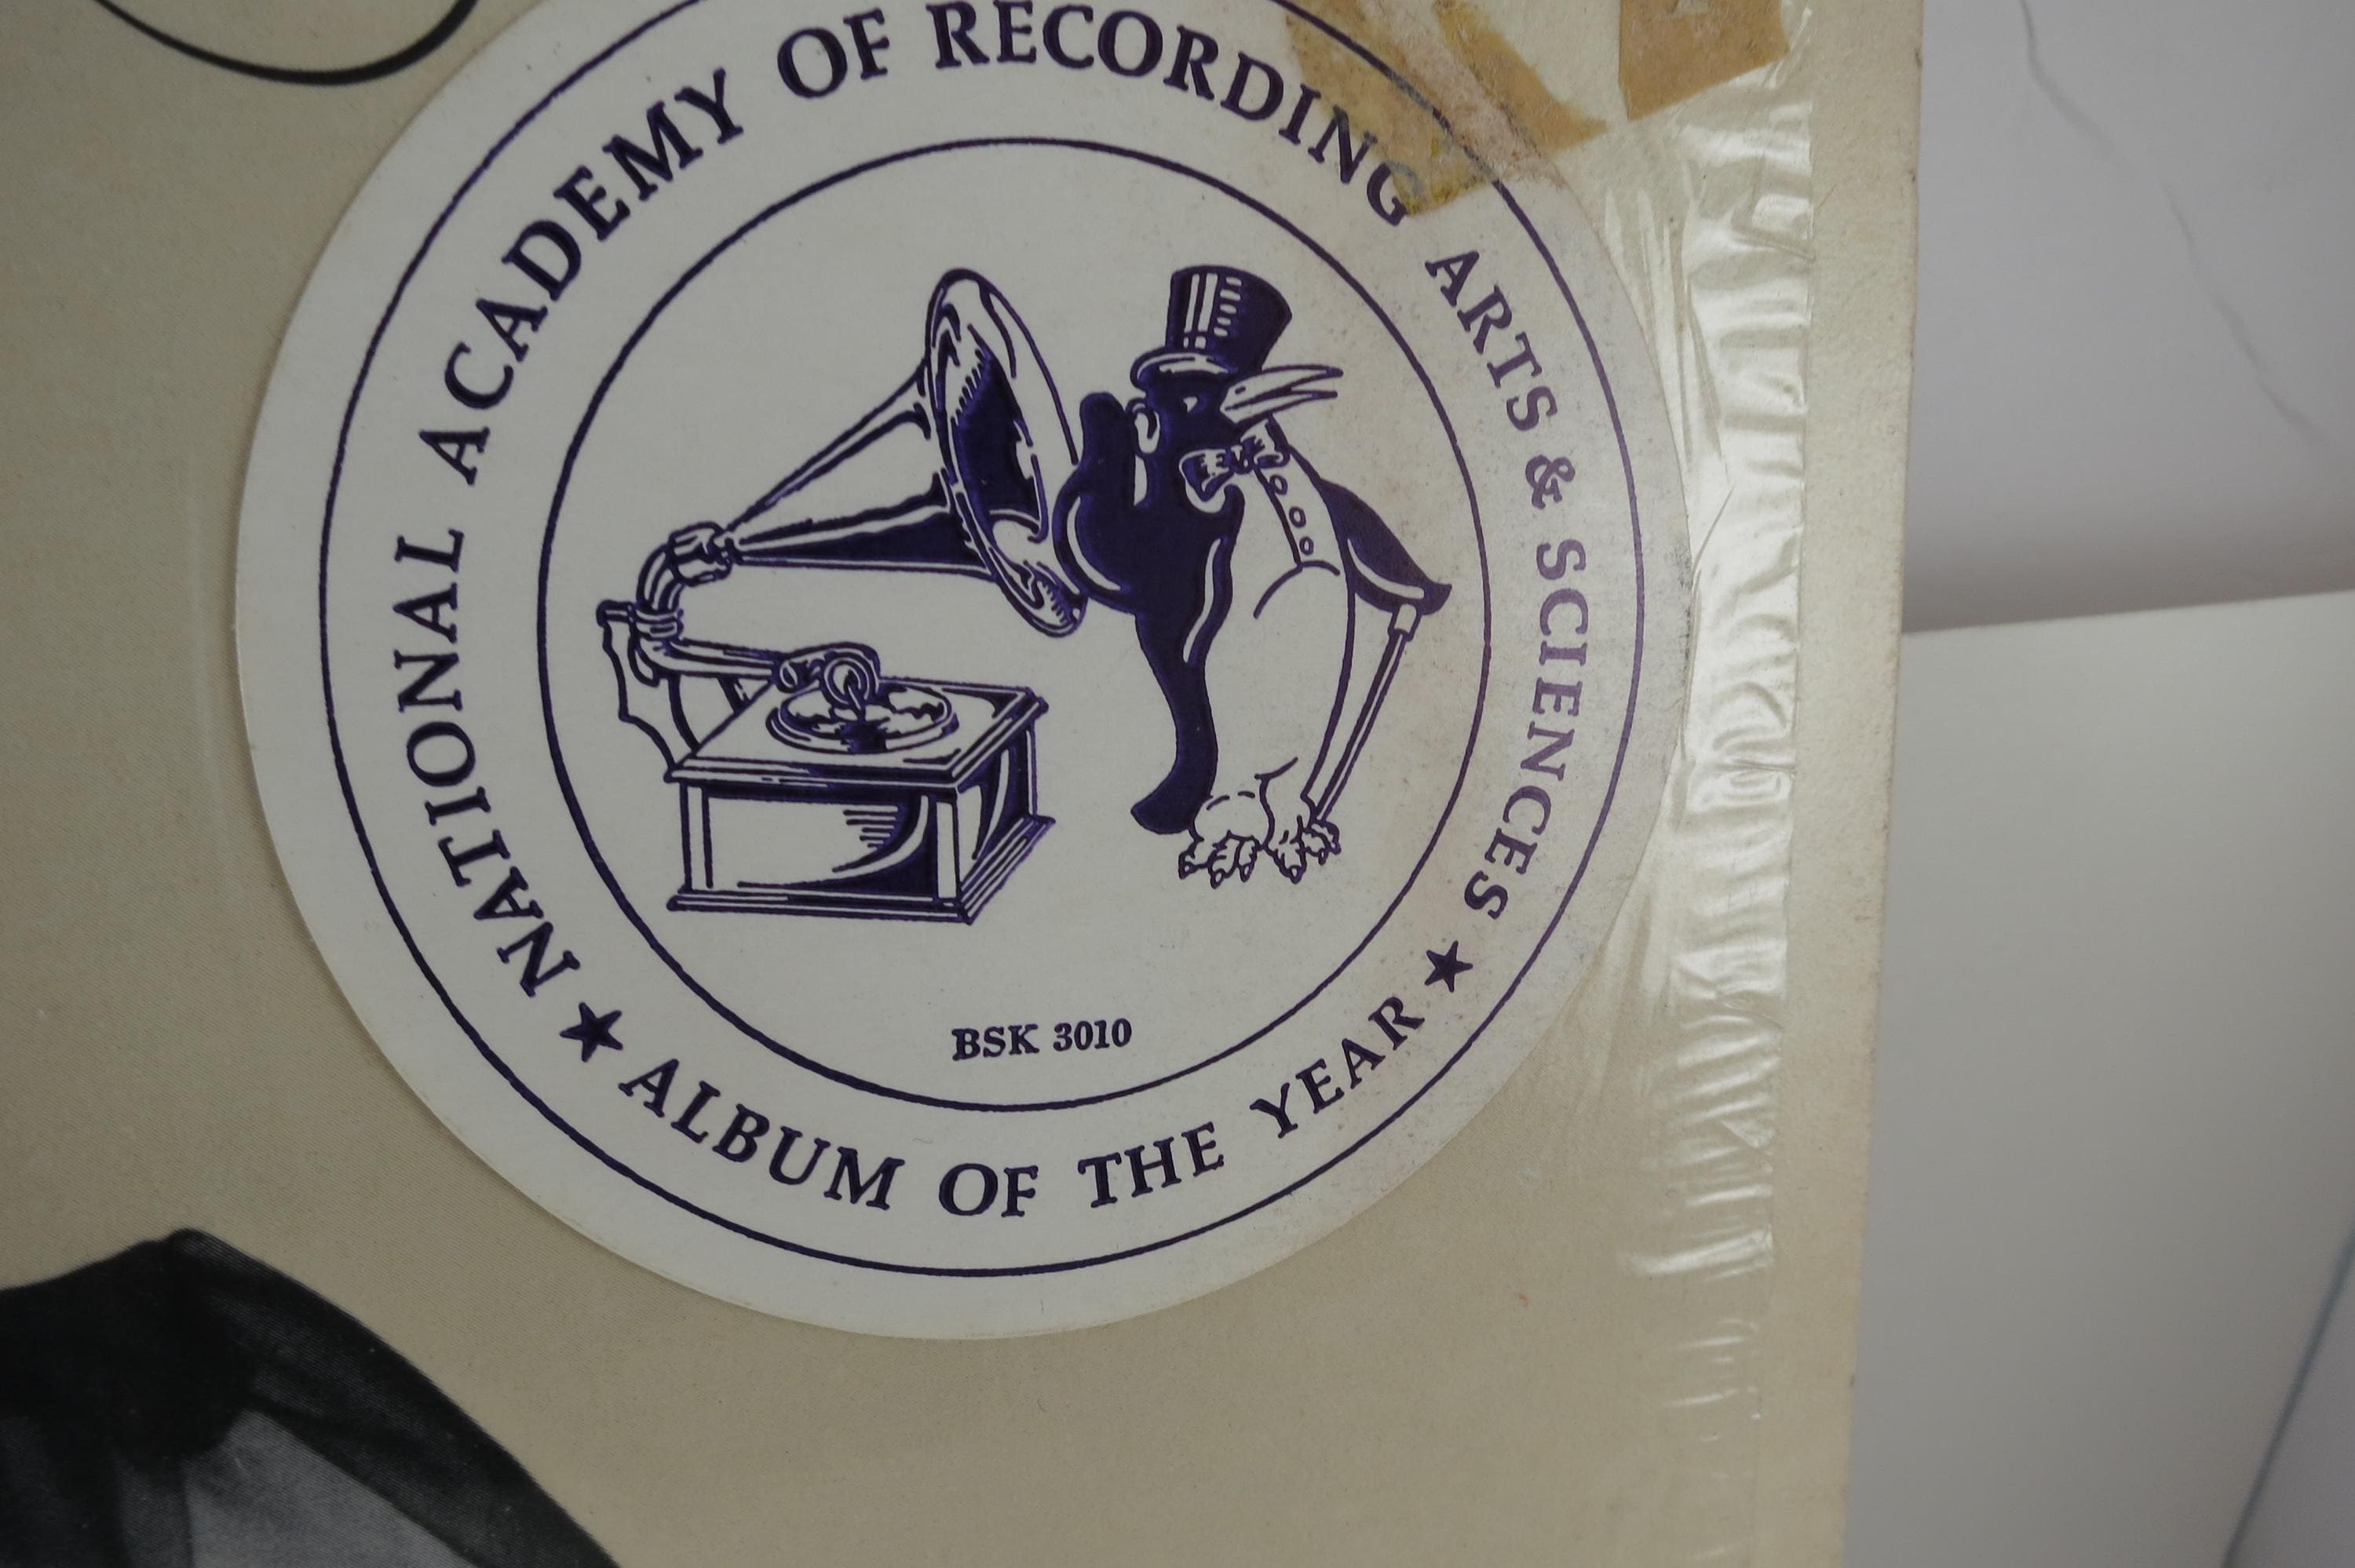 NATIONAL ACADEMY OF RECORDING ARTS & SCIENCES
BSK 3010
★ ALBUM OF THE YEAR ★